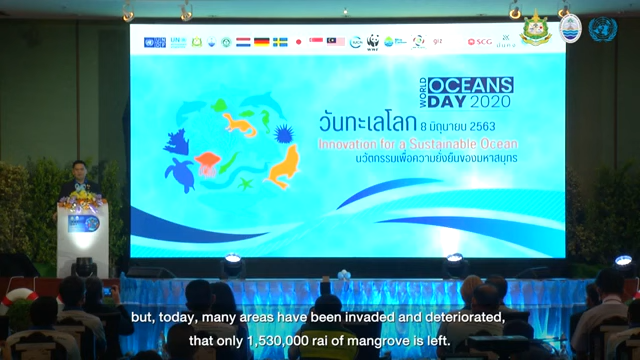 WWF
giz
SCG
WORLD
OCEANS
DAY 2020
วันทะเลโลก 8 มิถุนายน 2563
Innovation for a Sustainable Ocean
นวัตกรรมเพื่อความยั่งยืนของมหาสมุทร
but, today, many areas have been invaded and deteriorated,
that only 1,530,000 rai of mangrove is left.